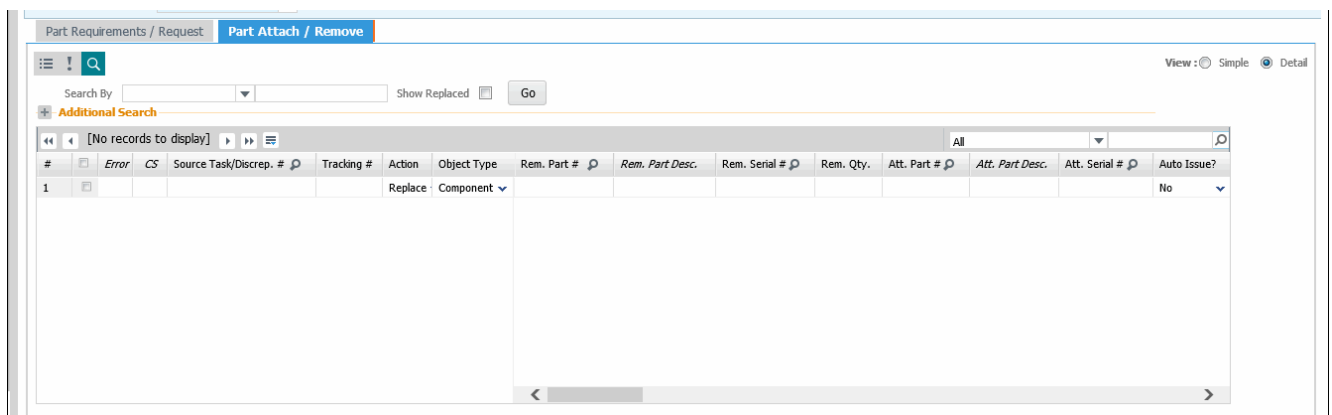 Part Requirements / Request Part Attach / Remove
View : Simple Detail
Search By Show Replaced Go
Additional Search
[No records to display] All
# Error CS Source Task/Discrep. # Tracking # Action Object Type Rem. Part # Rem. Part Desc. Rem. Serial # Rem. Qty. Att. Part # Att. Part Desc. Att. Serial # Auto Issue?
1 Replace Component No